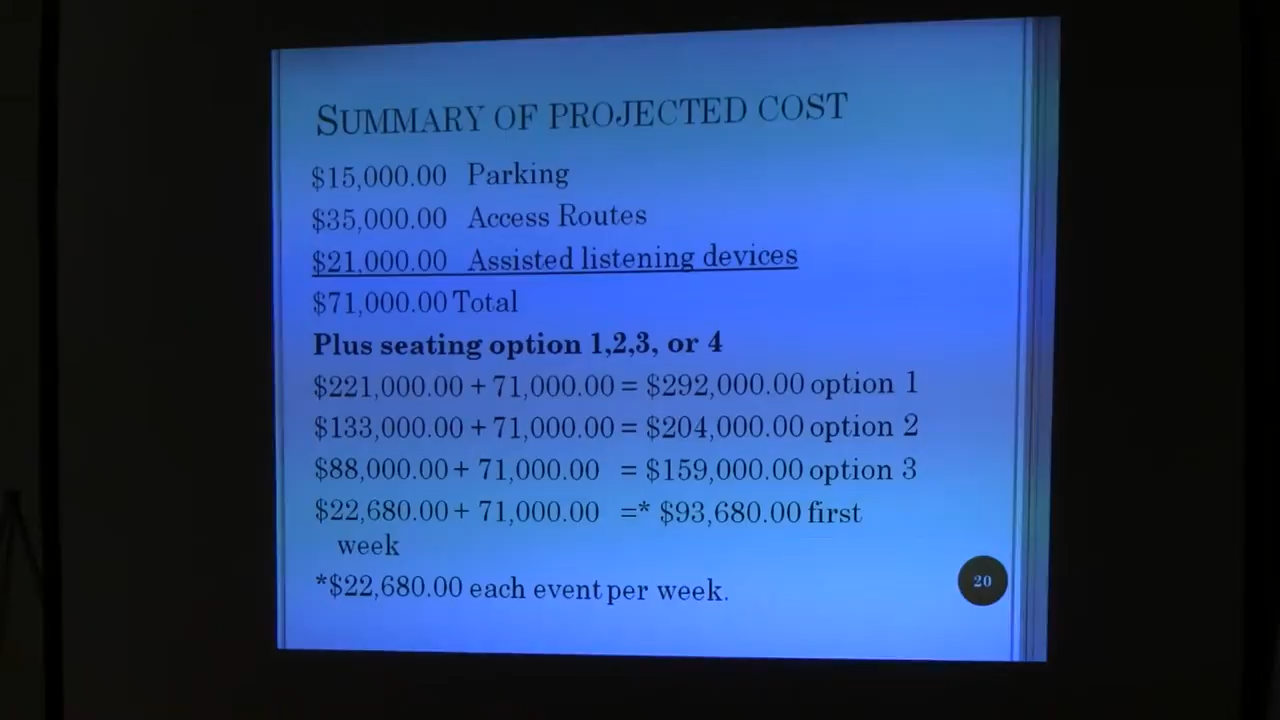 SUMMARY OF PROJECTED COST
$15,000.00 Parking
$35,000.00 Access Routes
$21,000.00 Assisted listening devices
$71,000.00 Total
Plus seating option 1,2,3, or 4
$221,000.00 + 71,000.00 = $292,000.00 option 1
$133,000.00 + 71,000.00 = $204,000.00 option 2
$88,000.00 + 71,000.00 = $159,000.00 option 3
$22,680.00 + 71,000.00 =* $93,680.00 first
week
*$22,680.00 each event per week.
20